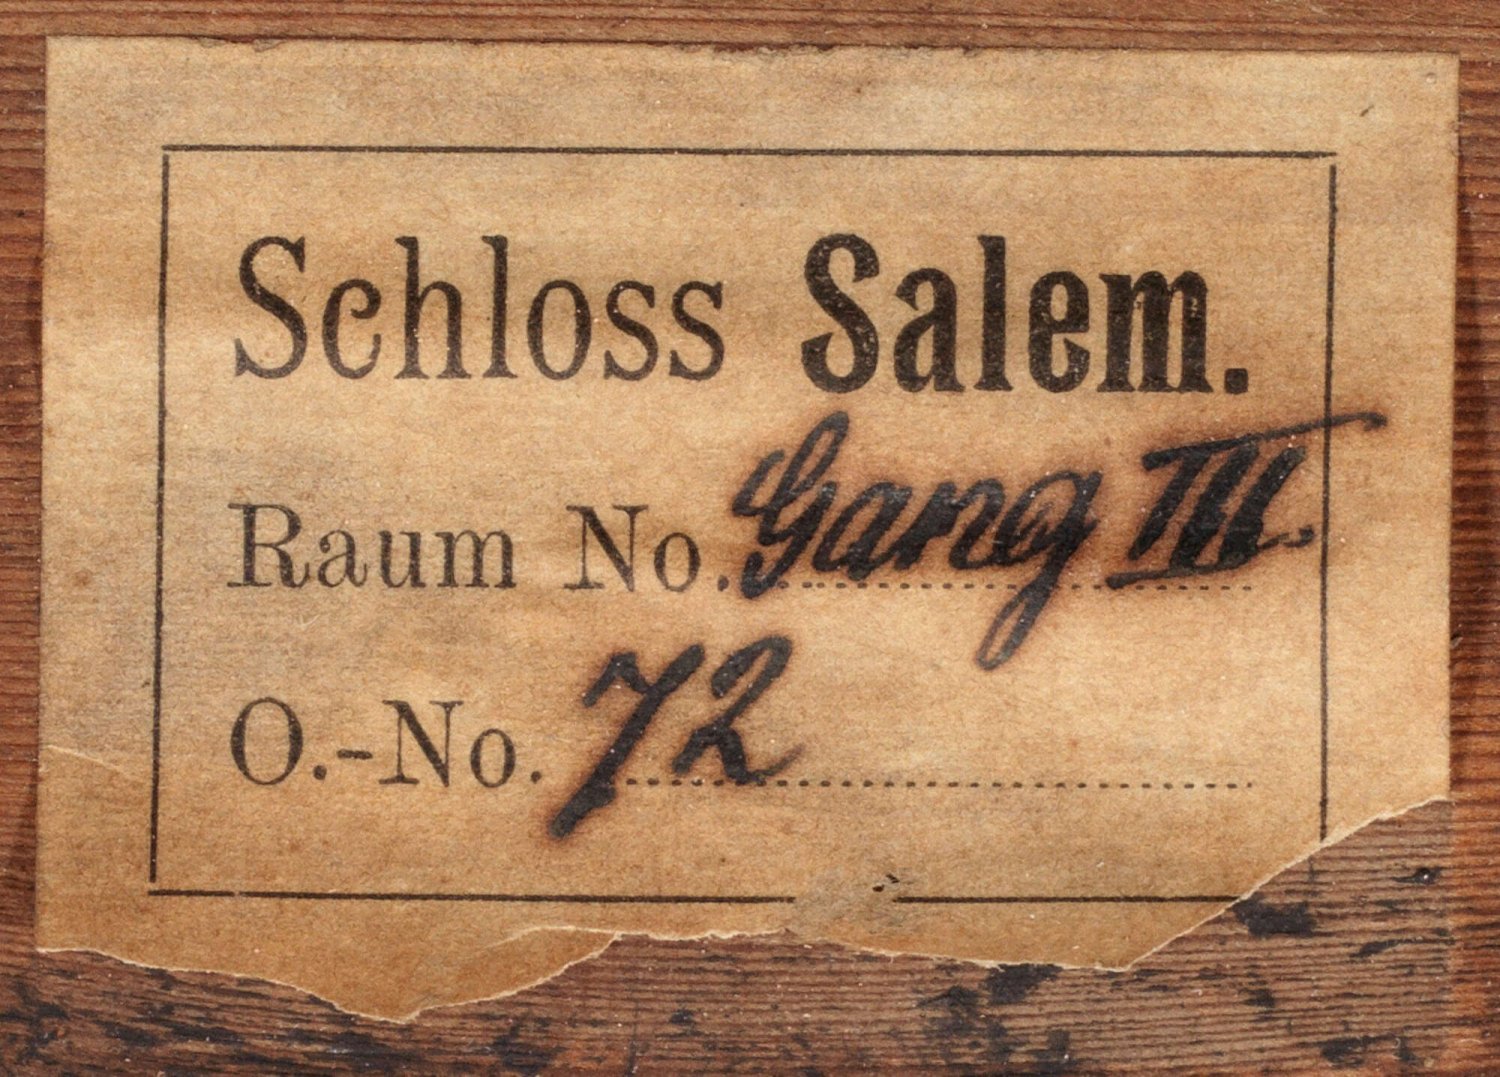 Schloss Salem.
Raum No. Gang III.
O.-No. 72